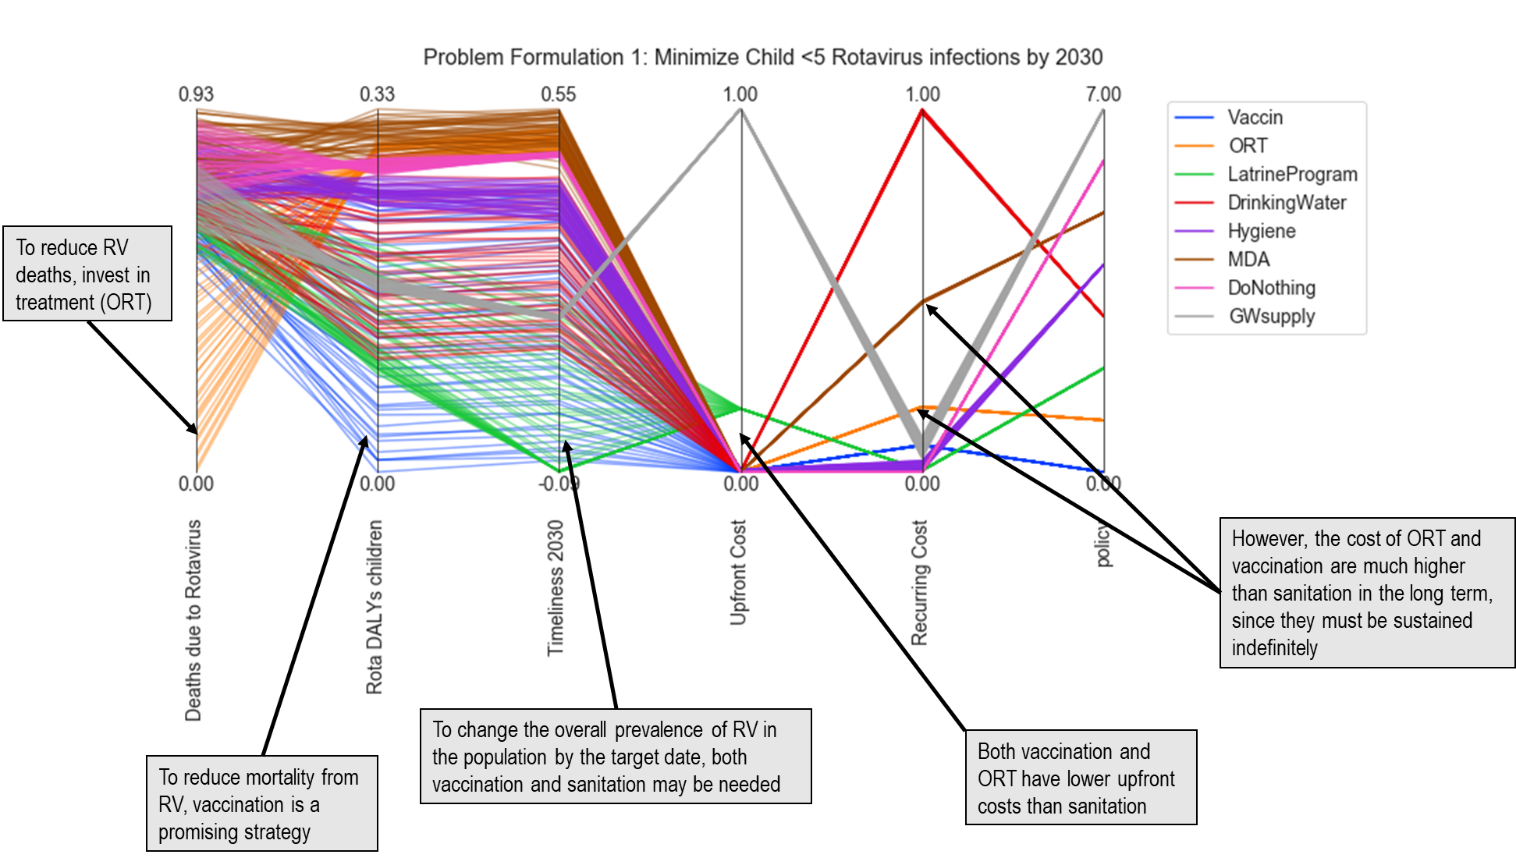 Problem Formulation 1: Minimize Child <5 Rotavirus infections by 2030
0.93
0.33
0.55
1.00
1.00
7.00
Vaccin
ORT
LatrineProgram
DrinkingWater
Hygiene
MDA
DoNothing
GWsupply
To reduce RV
deaths, invest in
treatment (ORT)
0.00
0.00
-0.09
0.00
0.00
0.00
Deaths due to Rotavirus
Rota DALYs children
Timeliness 2030
Upfront Cost
Recurring Cost
policy
However, the cost of ORT and
vaccination are much higher
than sanitation in the long term,
since they must be sustained
indefinitely
To change the overall prevalence of RV in
the population by the target date, both
vaccination and sanitation may be needed
Both vaccination and
ORT have lower upfront
costs than sanitation
To reduce mortality from
RV, vaccination is a
promising strategy